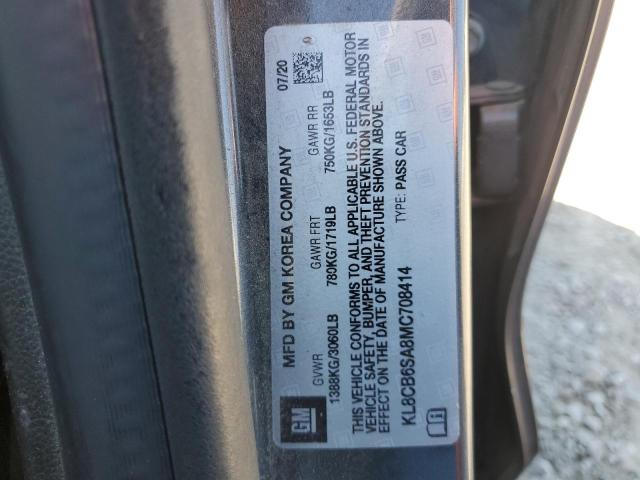 MFD BY GM KOREA COMPANY 07/20
GVWR GAWR FRT GAWR RR
1388KG/3060LB 780KG/1719LB 750KG/1653LB
THIS VEHICLE CONFORMS TO ALL APPLICABLE U.S. FEDERAL MOTOR
VEHICLE SAFETY, BUMPER, AND THEFT PREVENTION STANDARDS IN
EFFECT ON THE DATE OF MANUFACTURE SHOWN ABOVE.
TYPE: PASS CAR
KL8CB6SA8MC708414
GM